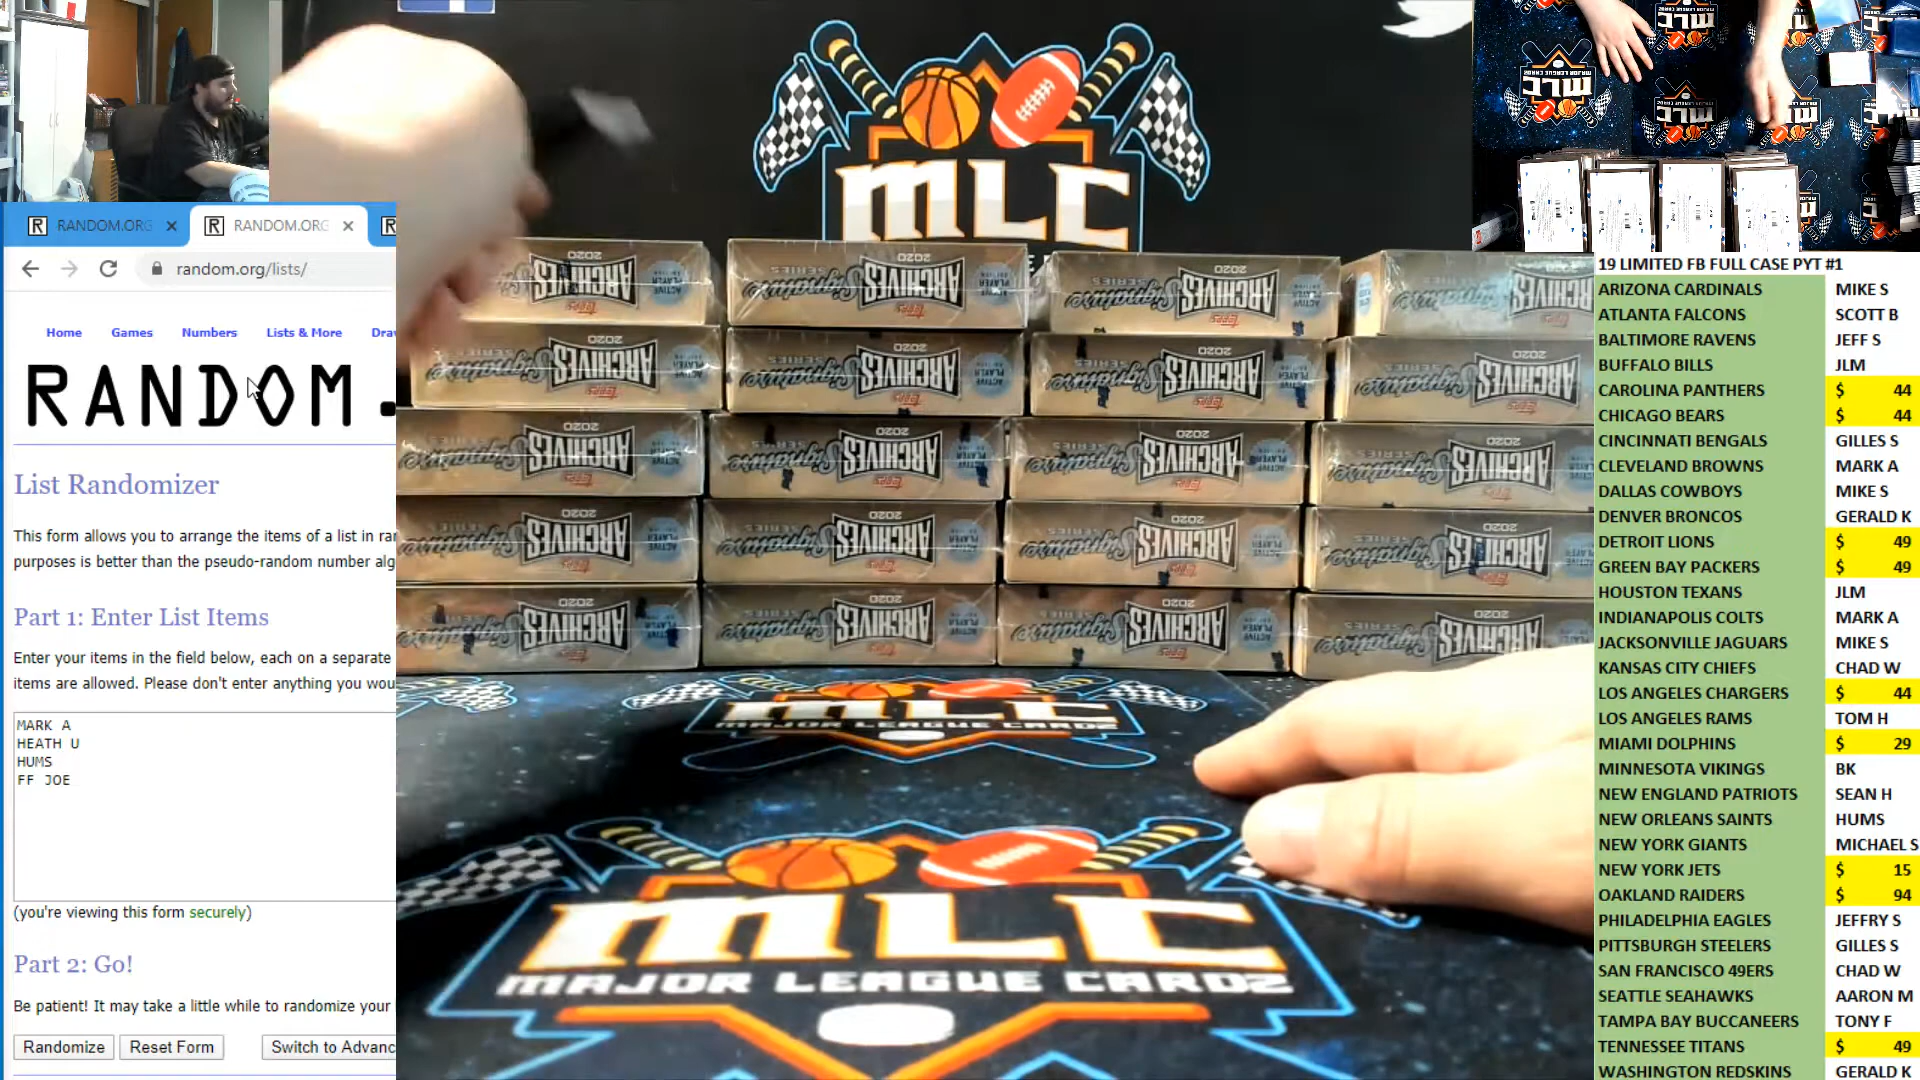 RANDOM.ORG
RANDOM.ORG
random.org/lists/
Home
Games
Numbers
Lists & More
RANDOM.
List Randomizer
This form allows you to arrange the items of a list in
purposes is better than the pseudo-random number
Part 1: Enter List Items
Enter your items in the field below, each on a separate
items are allowed. Please don't enter anything you
MARK A
HEATH U
HUMS
FF JOE
(you're viewing this form securely)
Part 2: Go!
Be patient! It may take a little while to randomize your
Randomize
Reset Form
Switch to
MLC
2020 ARCHIVES Signature SERIES
ACTIVE PLAYER EDITION
topps
MLC
MAJOR LEAGUE CARDZ
MLC
MAJOR LEAGUE CARDZ
19 LIMITED FB FULL CASE PYT #1
ARIZONA CARDINALS MIKE S
ATLANTA FALCONS SCOTT B
BALTIMORE RAVENS JEFF S
BUFFALO BILLS JLM
CAROLINA PANTHERS $ 44
CHICAGO BEARS $ 44
CINCINNATI BENGALS GILLES S
CLEVELAND BROWNS MARK A
DALLAS COWBOYS MIKE S
DENVER BRONCOS GERALD K
DETROIT LIONS $ 49
GREEN BAY PACKERS $ 49
HOUSTON TEXANS JLM
INDIANAPOLIS COLTS MARK A
JACKSONVILLE JAGUARS MIKE S
KANSAS CITY CHIEFS CHAD W
LOS ANGELES CHARGERS $ 44
LOS ANGELES RAMS TOM H
MIAMI DOLPHINS $ 29
MINNESOTA VIKINGS BK
NEW ENGLAND PATRIOTS SEAN H
NEW ORLEANS SAINTS HUMS
NEW YORK GIANTS MICHAEL S
NEW YORK JETS $ 15
OAKLAND RAIDERS $ 94
PHILADELPHIA EAGLES JEFFRY S
PITTSBURGH STEELERS GILLES S
SAN FRANCISCO 49ERS CHAD W
SEATTLE SEAHAWKS AARON M
TAMPA BAY BUCCANEERS TONY F
TENNESSEE TITANS $ 49
WASHINGTON REDSKINS GERALD K